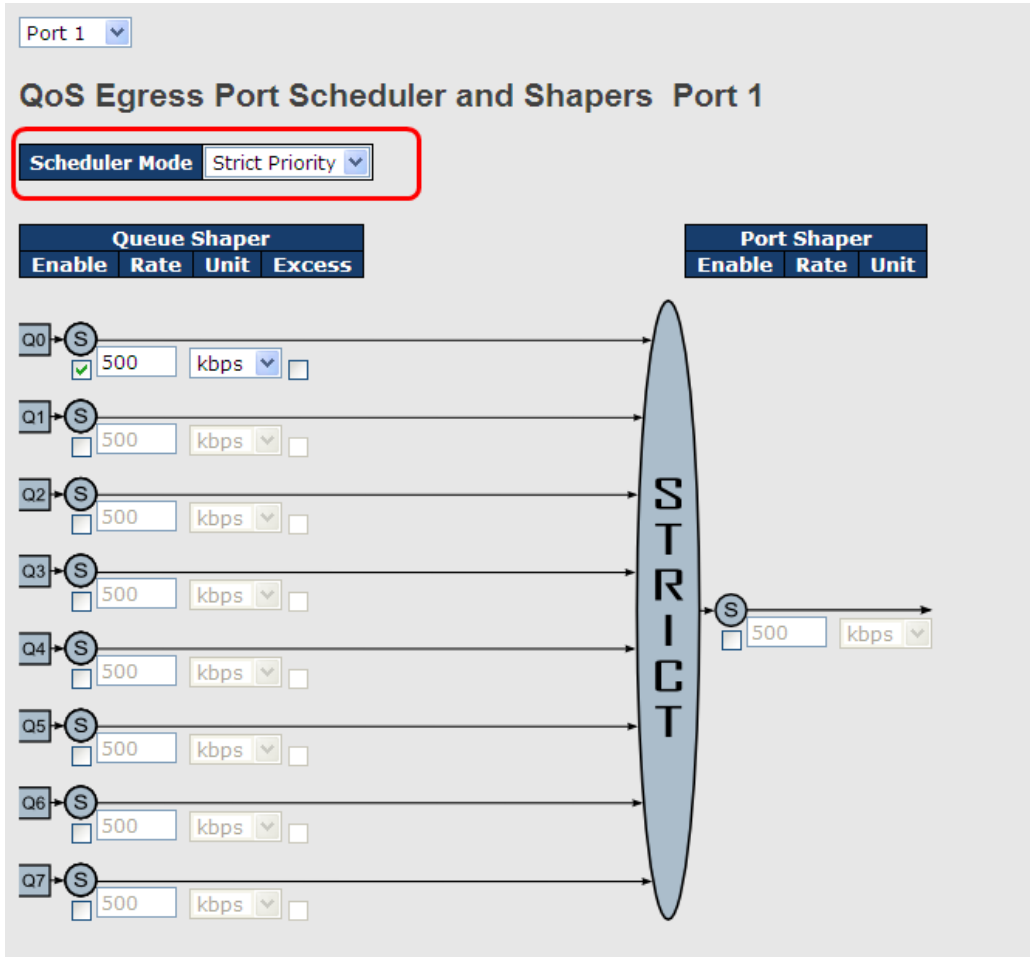 Port 1
QoS Egress Port Scheduler and Shapers Port 1
Scheduler Mode Strict Priority
Queue Shaper Port Shaper
Enable Rate Unit Excess Enable Rate Unit
Q0 S
500 kbps
Q1 S
500 kbps
Q2 S
500 kbps
Q3 S
500 kbps
Q4 S
500 kbps
Q5 S
500 kbps
Q6 S
500 kbps
Q7 S
500 kbps
STRICT
S
500 kbps